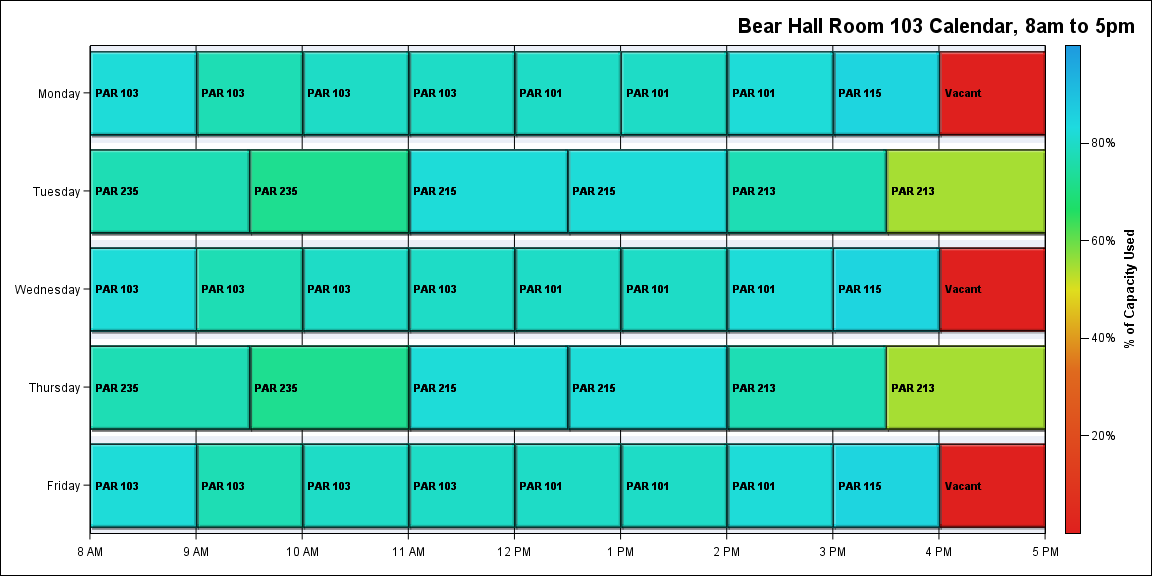 Bear Hall Room 103 Calendar, 8am to 5pm
Monday
PAR 103 PAR 103 PAR 103 PAR 103 PAR 101 PAR 101 PAR 101 PAR 115 Vacant
Tuesday
PAR 235 PAR 235 PAR 215 PAR 215 PAR 213 PAR 213
Wednesday
PAR 103 PAR 103 PAR 103 PAR 103 PAR 101 PAR 101 PAR 101 PAR 115 Vacant
Thursday
PAR 235 PAR 235 PAR 215 PAR 215 PAR 213 PAR 213
Friday
PAR 103 PAR 103 PAR 103 PAR 103 PAR 101 PAR 101 PAR 101 PAR 115 Vacant
8 AM 9 AM 10 AM 11 AM 12 PM 1 PM 2 PM 3 PM 4 PM 5 PM
80%
60%
40%
20%
% of Capacity Used